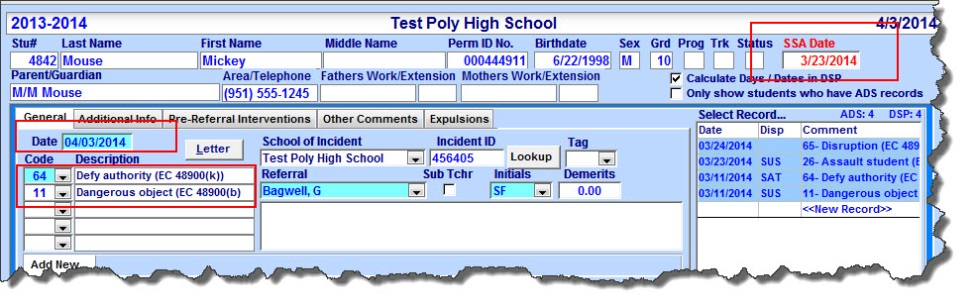 2013-2014 Test Poly High School 4/3/2014
Stu# Last Name First Name Middle Name Perm ID No. Birthdate Sex Grd Prog Trk Status SSA Date
4842 Mouse Mickey 000444911 6/22/1998 M 10 3/23/2014
Parent/Guardian Area/Telephone Fathers Work/Extension Mothers Work/Extension Calculate Days / Dates in DSP
M/M Mouse (951) 555-1245 Only show students who have ADS records
General Additional Info Pre-Referral Interventions Other Comments Expulsions Select Record... ADS: 4 DSP: 4
Date 04/03/2014 Letter School of Incident Incident ID Tag Date Disp Comment
Test Poly High School 456405 Lookup 03/24/2014 65- Disruption (EC 489
Code Description Referral Sub Tchr Initials Demerits 03/23/2014 SUS 26- Assault student (E
64 Defy authority (EC 48900(k)) Bagwell, G SF 0.00 03/11/2014 SAT 64- Defy authority (EC
11 Dangerous object (EC 48900(b) 03/11/2014 SUS 11- Dangerous object
<<New Record>>
Add New